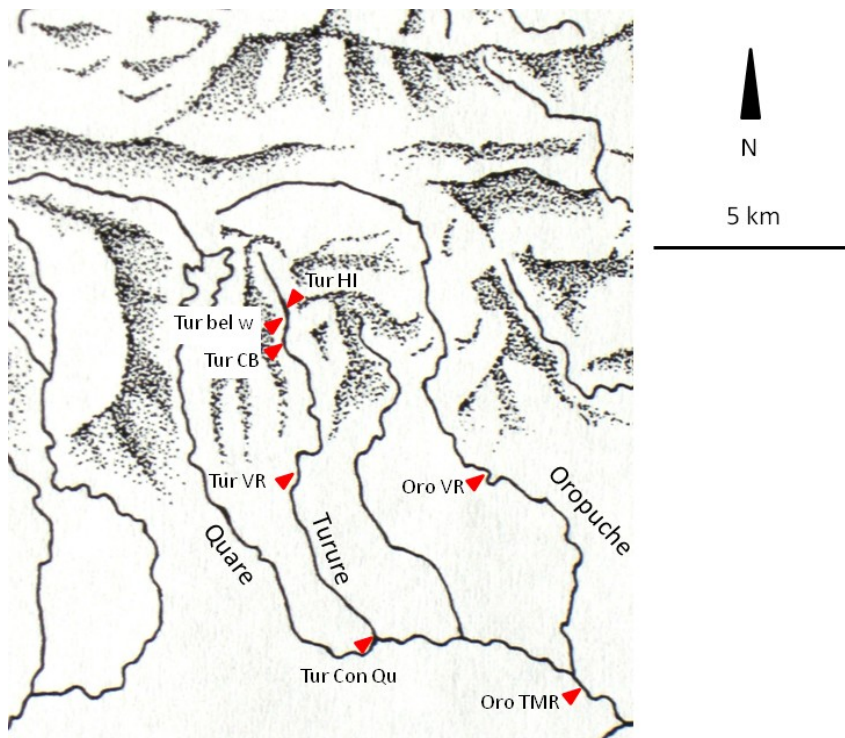 N
5 km
Tur HI
Tur bel w
Tur CB
Tur VR
Oro VR
Oropuche
Turure
Quare
Tur Con Qu
Oro TMR